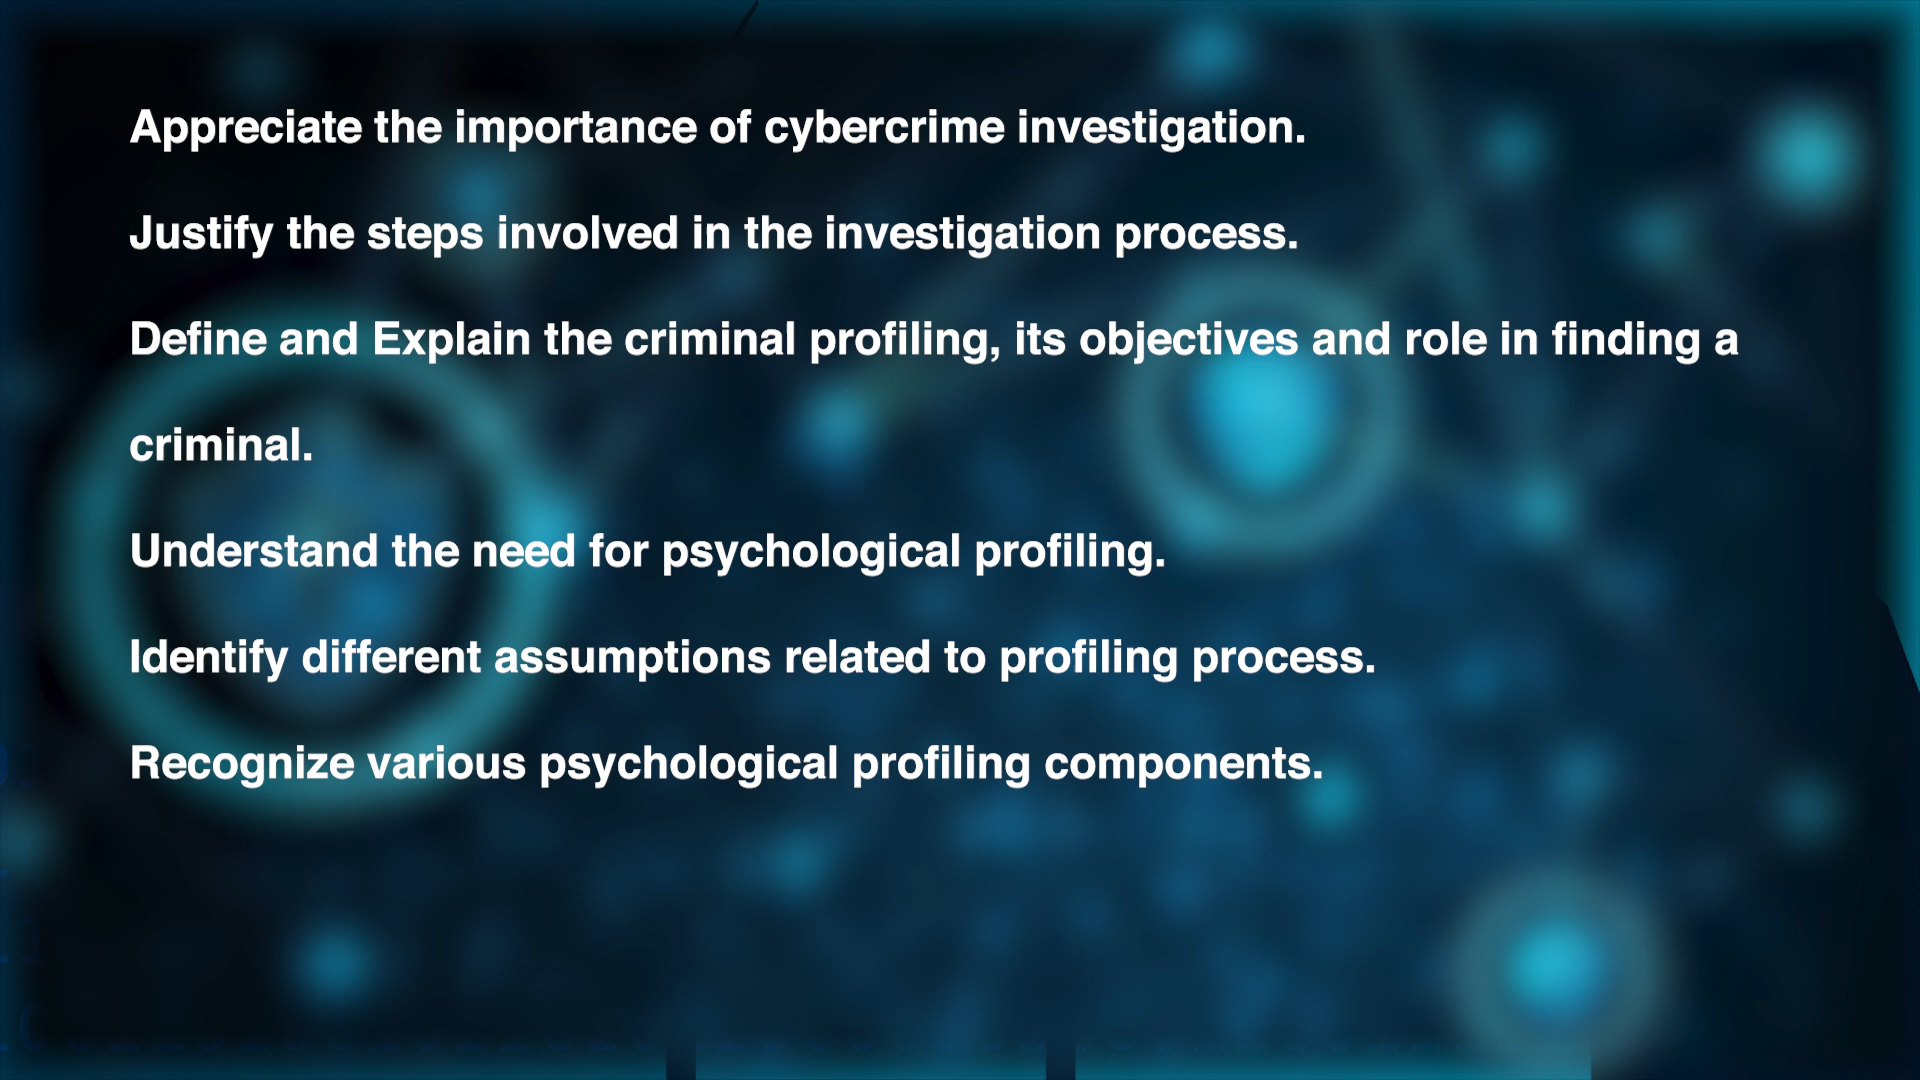 Appreciate the importance of cybercrime investigation.
Justify the steps involved in the investigation process.
Define and Explain the criminal profiling, its objectives and role in finding a
criminal.
Understand the need for psychological profiling.
Identify different assumptions related to profiling process.
Recognize various psychological profiling components.